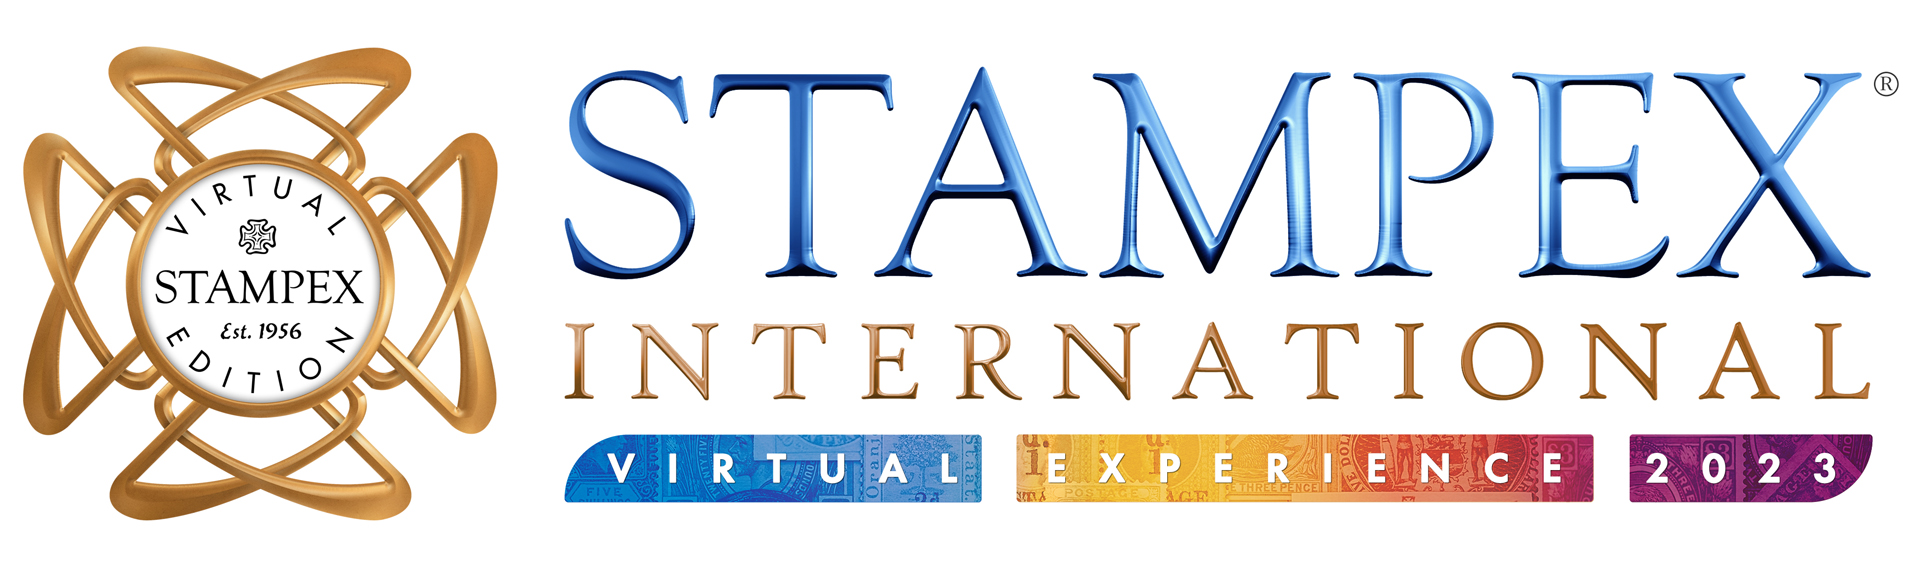 VIRTUAL
STAMPEX
Est. 1956
EDITION
STAMPEX®
INTERNATIONAL
VIRTUAL EXPERIENCE 2023